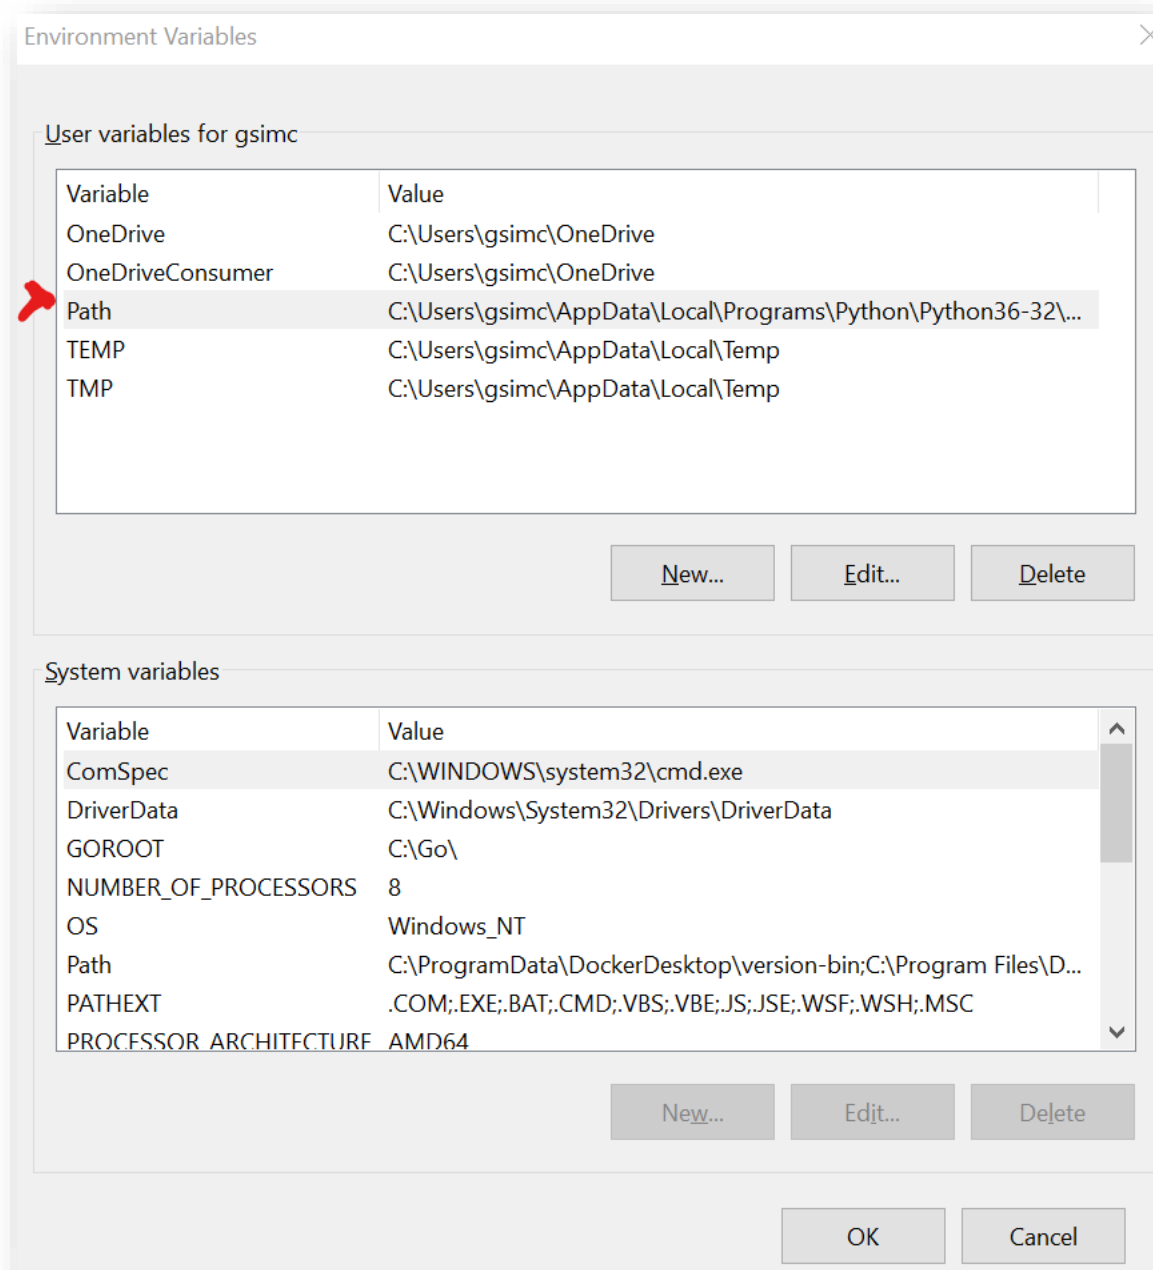 Environment Variables
User variables for gsimc
Variable Value
OneDrive C:\Users\gsimc\OneDrive
OneDriveConsumer C:\Users\gsimc\OneDrive
Path C:\Users\gsimc\AppData\Local\Programs\Python\Python36-32\...
TEMP C:\Users\gsimc\AppData\Local\Temp
TMP C:\Users\gsimc\AppData\Local\Temp
New... Edit... Delete
System variables
Variable Value
ComSpec C:\WINDOWS\system32\cmd.exe
DriverData C:\Windows\System32\Drivers\DriverData
GOROOT C:\Go\
NUMBER_OF_PROCESSORS 8
OS Windows_NT
Path C:\ProgramData\DockerDesktop\version-bin;C:\Program Files\D...
PATHEXT .COM;.EXE;.BAT;.CMD;.VBS;.VBE;.JS;.JSE;.WSF;.WSH;.MSC
PROCESSOR_ARCHITECTURE AMD64
New... Edit... Delete
OK Cancel